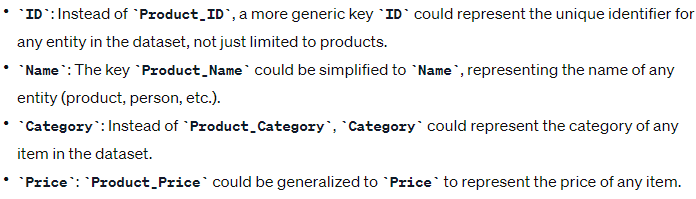 • `ID`: Instead of `Product_ID`, a more generic key `ID` could represent the unique identifier for
any entity in the dataset, not just limited to products.
• `Name`: The key `Product_Name` could be simplified to `Name`, representing the name of any
entity (product, person, etc.).
• `Category`: Instead of `Product_Category`, `Category` could represent the category of any
item in the dataset.
• `Price`: `Product_Price` could be generalized to `Price` to represent the price of any item.